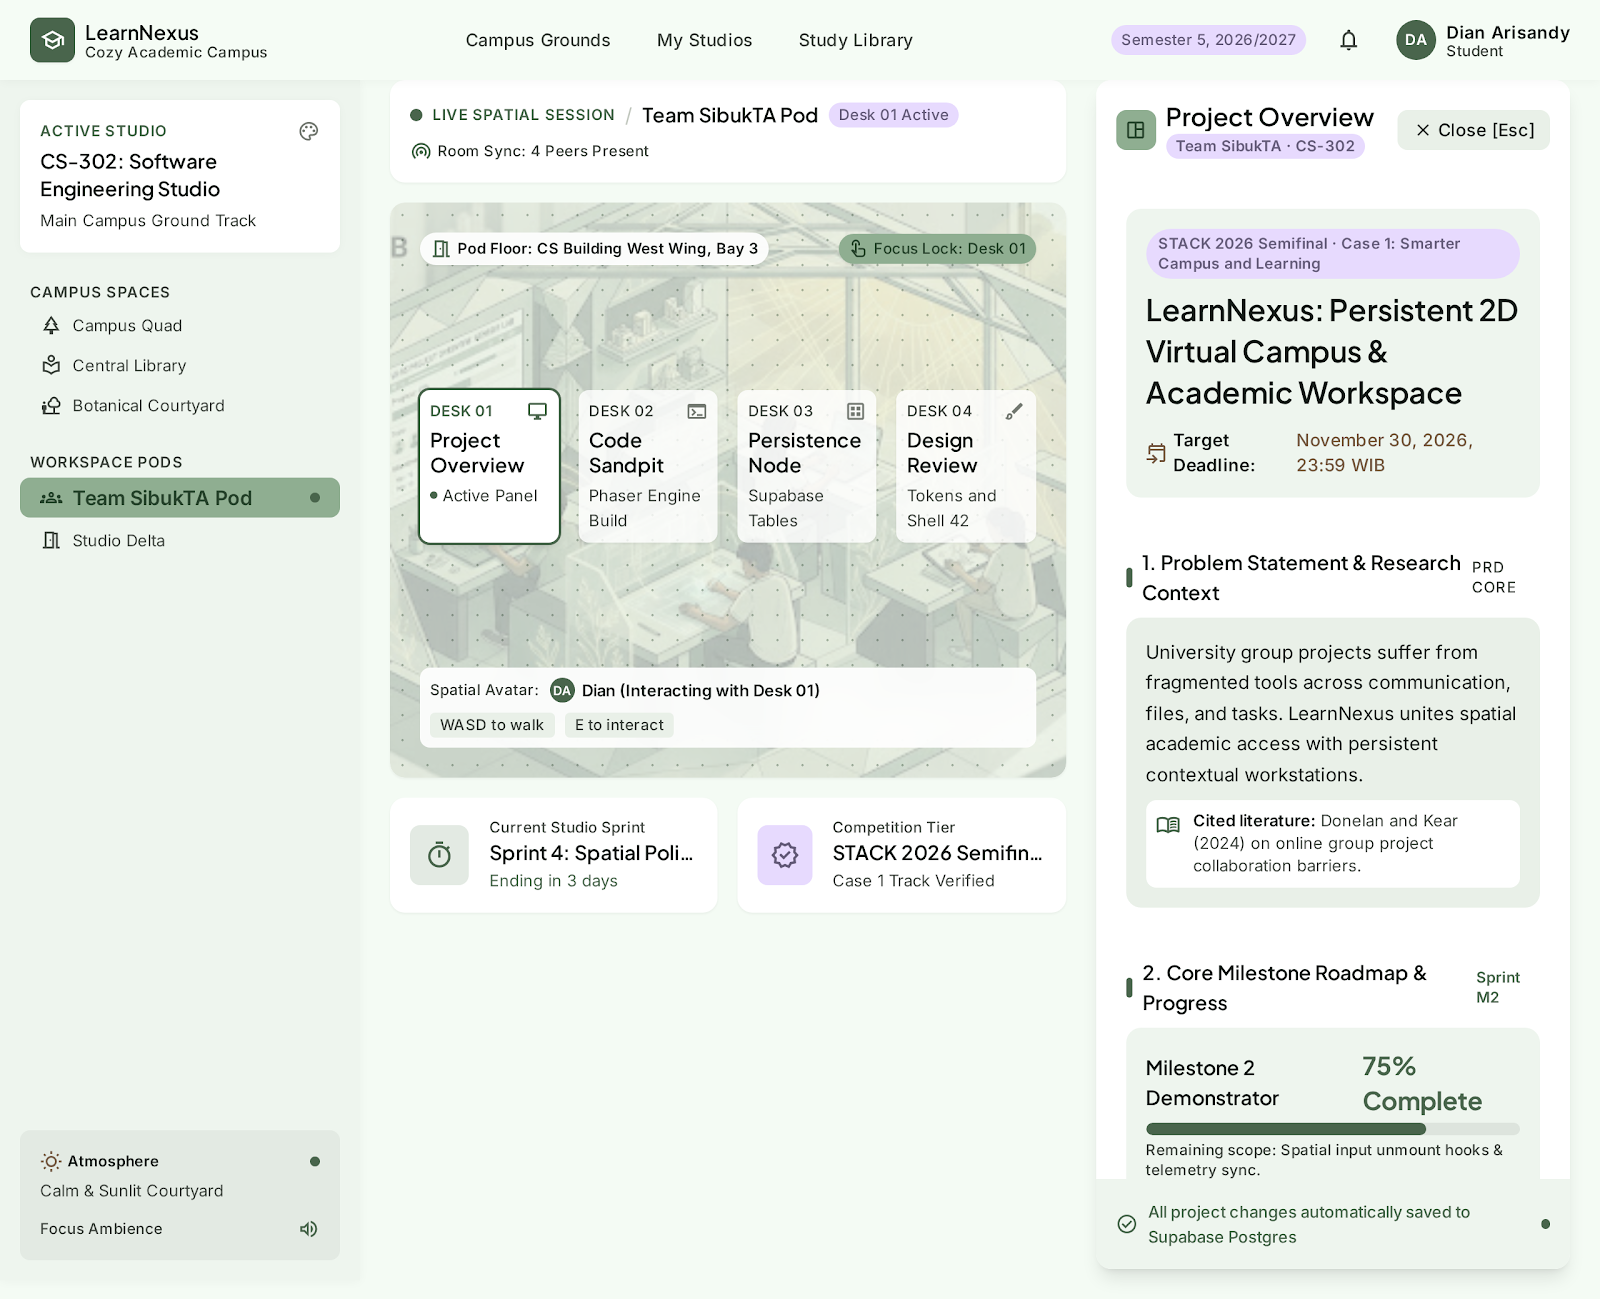 LearnNexus
Cozy Academic Campus
Campus Grounds
My Studios
Study Library
Semester 5, 2026/2027
DA
Dian Arisandy
Student
ACTIVE STUDIO
CS-302: Software
Engineering Studio
Main Campus Ground Track
CAMPUS SPACES
Campus Quad
Central Library
Botanical Courtyard
WORKSPACE PODS
Team SibukTA Pod
Studio Delta
Atmosphere
Calm & Sunlit Courtyard
Focus Ambience
LIVE SPATIAL SESSION / Team SibukTA Pod
Desk 01 Active
Room Sync: 4 Peers Present
B
Pod Floor: CS Building West Wing, Bay 3
Focus Lock: Desk 01
DESK 01
Project
Overview
Active Panel
DESK 02
Code
Sandpit
Phaser Engine
Build
DESK 03
Persistence
Node
Supabase
Tables
DESK 04
Design
Review
Tokens and
Shell 42
Spatial Avatar: DA Dian (Interacting with Desk 01)
WASD to walk
E to interact
Current Studio Sprint
Sprint 4: Spatial Poli...
Ending in 3 days
Competition Tier
STACK 2026 Semifin...
Case 1 Track Verified
Project Overview
Team SibukTA · CS-302
Close [Esc]
STACK 2026 Semifinal · Case 1: Smarter
Campus and Learning
LearnNexus: Persistent 2D
Virtual Campus &
Academic Workspace
Target
Deadline:
November 30, 2026,
23:59 WIB
1. Problem Statement & Research
Context
PRD
CORE
University group projects suffer from
fragmented tools across communication,
files, and tasks. LearnNexus unites spatial
academic access with persistent
contextual workstations.
Cited literature: Donelan and Kear
(2024) on online group project
collaboration barriers.
2. Core Milestone Roadmap &
Progress
Sprint
M2
Milestone 2
Demonstrator
75%
Complete
Remaining scope: Spatial input unmount hooks &
telemetry sync.
All project changes automatically saved to
Supabase Postgres